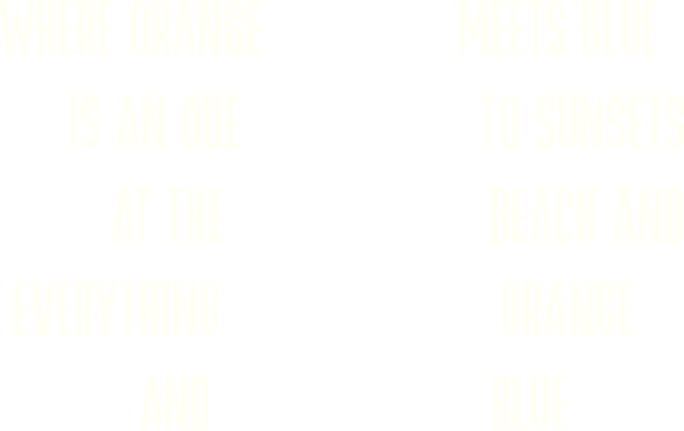 WHERE ORANGE MEETS BLUE
IS AN ODE TO SUNSETS
AT THE BEACH AND
EVERYTHING ORANGE
AND BLUE